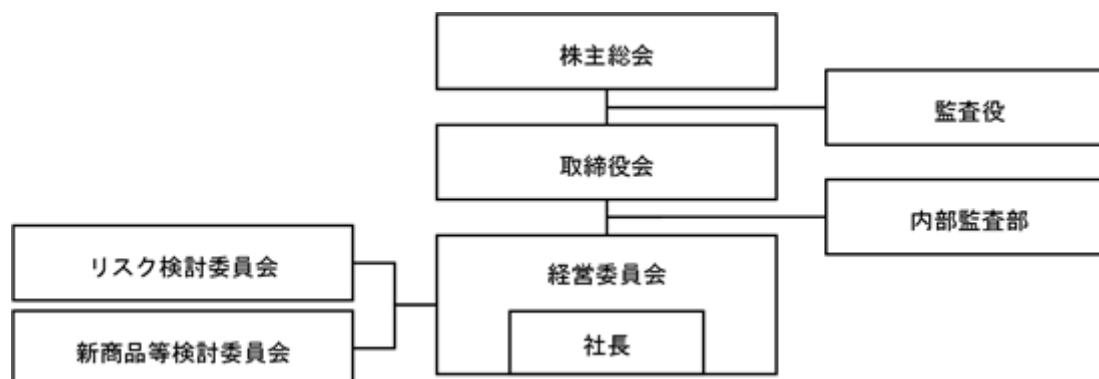 株主総会
監査役
取締役会
内部監査部
リスク検討委員会
経営委員会
新商品等検討委員会
社長